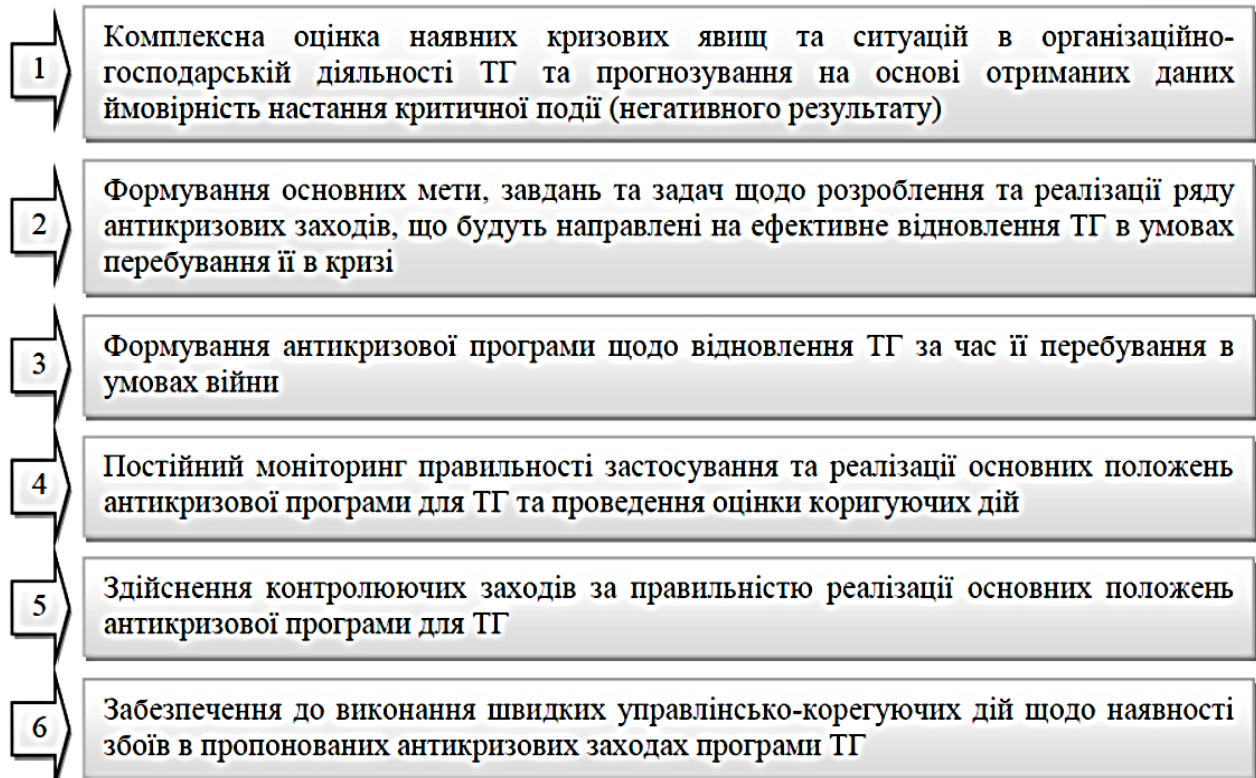 1
Комплексна оцінка наявних кризових явищ та ситуацій в організаційно-
господарській діяльності ТГ та прогнозування на основі отриманих даних
ймовірність настання критичної події (негативного результату)
2
Формування основних мети, завдань та задач щодо розроблення та реалізації ряду
антикризових заходів, що будуть направлені на ефективне відновлення ТГ в умовах
перебування її в кризі
3
Формування антикризової програми щодо відновлення ТГ за час її перебування в
умовах війни
4
Постійний моніторинг правильності застосування та реалізації основних положень
антикризової програми для ТГ та проведення оцінки коригуючих дій
5
Здійснення контролюючих заходів за правильністю реалізації основних положень
антикризової програми для ТГ
6
Забезпечення до виконання швидких управлінсько-корегуючих дій щодо наявності
збоїв в пропонованих антикризових заходах програми ТГ